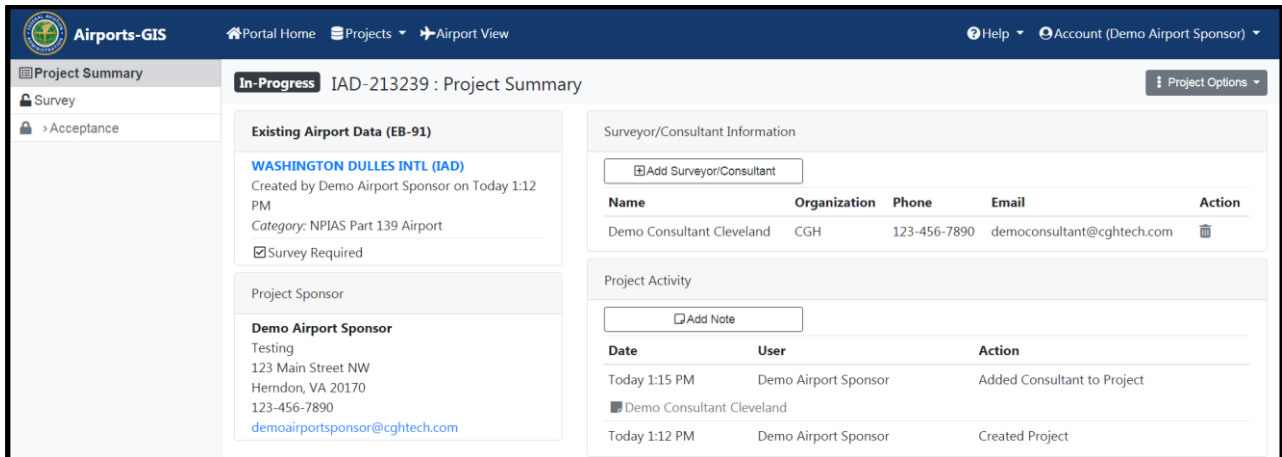 Airports-GIS
Portal Home Projects Airport View
Help Account (Demo Airport Sponsor)
Project Summary
Survey
> Acceptance
In-Progress IAD-213239 : Project Summary
Project Options
Existing Airport Data (EB-91)
WASHINGTON DULLES INTL (IAD)
Created by Demo Airport Sponsor on Today 1:12
PM
Category: NPIAS Part 139 Airport
Survey Required
Project Sponsor
Demo Airport Sponsor
Testing
123 Main Street NW
Herndon, VA 20170
123-456-7890
demoairportsponsor@cghtech.com
Surveyor/Consultant Information
Add Surveyor/Consultant
Name Organization Phone Email Action
Demo Consultant Cleveland CGH 123-456-7890 democonsultant@cghtech.com
Project Activity
Add Note
Date User Action
Today 1:15 PM Demo Airport Sponsor Added Consultant to Project
Demo Consultant Cleveland
Today 1:12 PM Demo Airport Sponsor Created Project